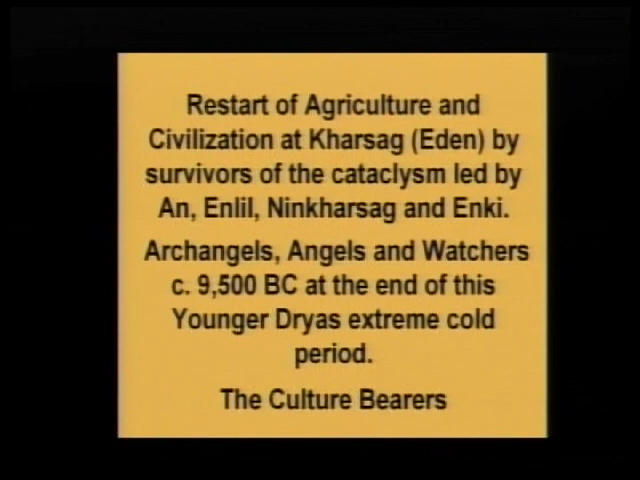 Restart of Agriculture and
Civilization at Kharsag (Eden) by
survivors of the cataclysm led by
An, Enlil, Ninkharsag and Enki.
Archangels, Angels and Watchers
c. 9,500 BC at the end of this
Younger Dryas extreme cold
period.
The Culture Bearers